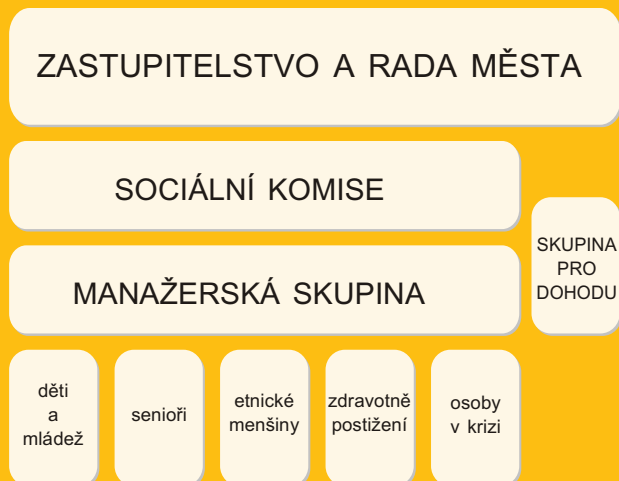 ZASTUPITELSTVO A RADA MĚSTA
SOCIÁLNÍ KOMISE
MANAŽERSKÁ SKUPINA
SKUPINA
PRO
DOHODU
děti
a
mládež
senioři
etnické
menšiny
zdravotně
postižení
osoby
v krizi